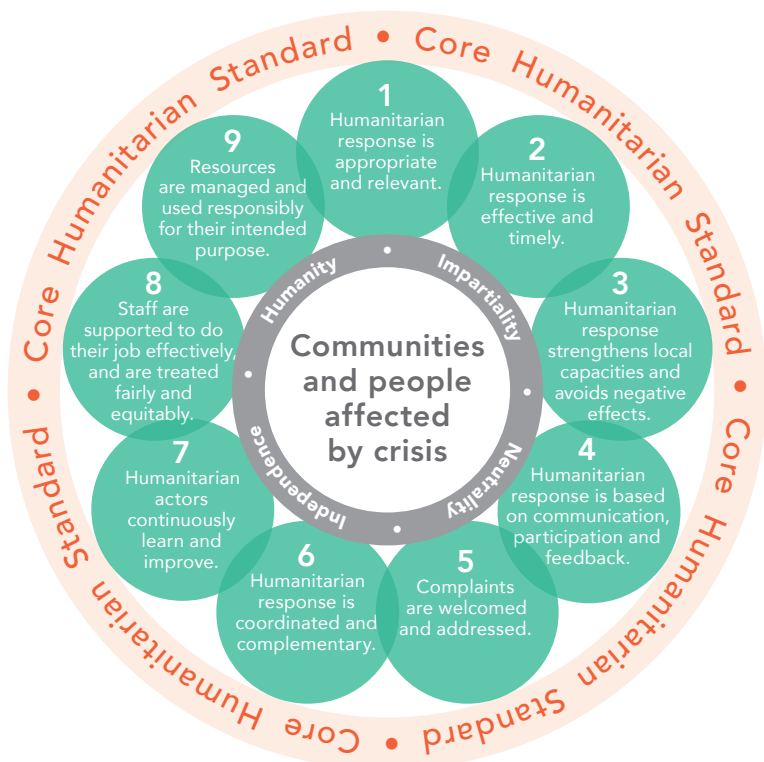 Core Humanitarian Standard • Core Humanitarian Standard • Core Humanitarian Standard • Core Humanitarian Standard •
1
Humanitarian
response is
appropriate
and relevant.
2
Humanitarian
response is
effective and
timely.
3
Humanitarian
response
strengthens local
capacities and
avoids negative
effects.
4
Humanitarian
response is based
on communication,
participation and
feedback.
5
Complaints
are welcomed
and addressed.
6
Humanitarian
response is
coordinated and
complementary.
7
Humanitarian
actors
continuously
learn and
improve.
8
Staff are
supported to do
their job effectively,
and are treated
fairly and
equitably.
9
Resources
are managed and
used responsibly
for their intended
purpose.
Humanity • Impartiality • Neutrality • Independence •
Communities
and people
affected
by crisis